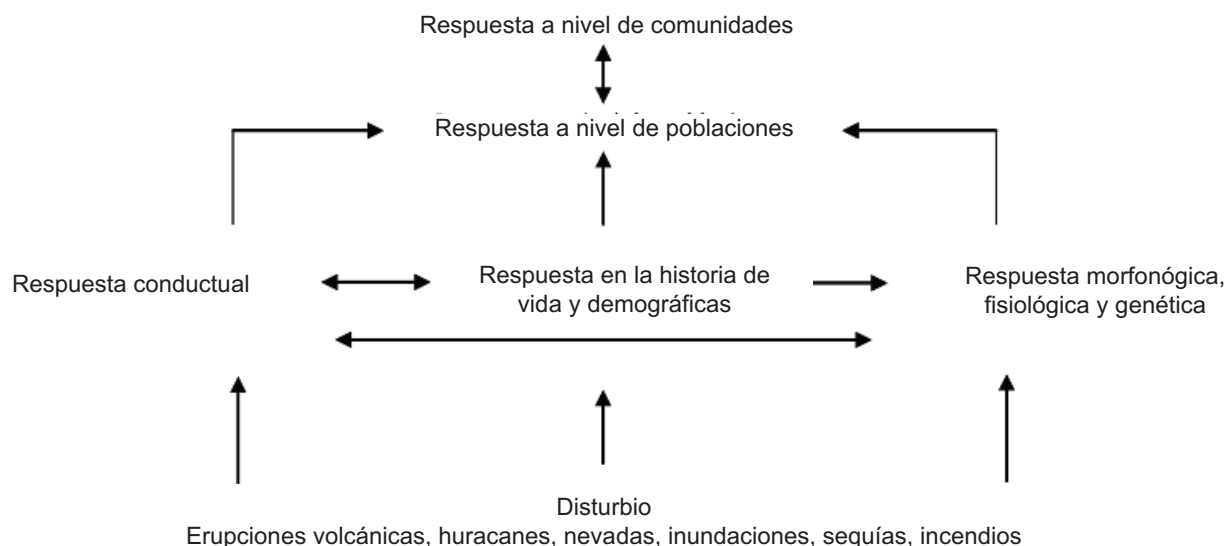 Respuesta a nivel de comunidades
Respuesta a nivel de poblaciones
Respuesta conductual
Respuesta en la historia de
vida y demográficas
Respuesta morfonógica,
fisiológica y genética
Disturbio
Erupciones volcánicas, huracanes, nevadas, inundaciones, sequías, incendios